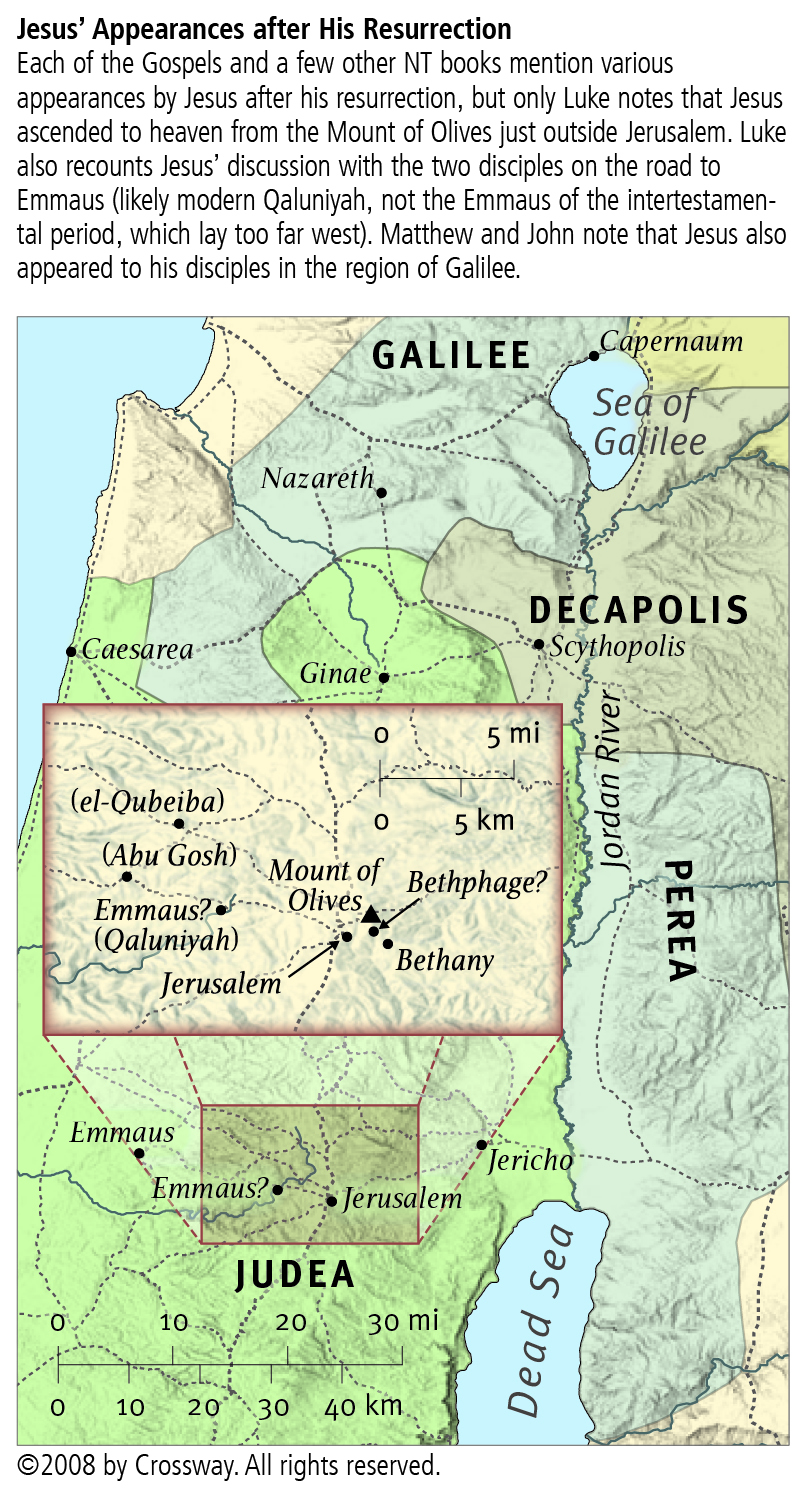 Jesus’ Appearances after His Resurrection
Each of the Gospels and a few other NT books mention various
appearances by Jesus after his resurrection, but only Luke notes that Jesus
ascended to heaven from the Mount of Olives just outside Jerusalem. Luke
also recounts Jesus’ discussion with the two disciples on the road to
Emmaus (likely modern Qaluniyah, not the Emmaus of the intertestamen-
tal period, which lay too far west). Matthew and John note that Jesus also
appeared to his disciples in the region of Galilee.
GALILEE
Capernaum
Sea of
Galilee
Nazareth
DECAPOLIS
Caesarea
Scythopolis
Ginae
Jordan River
0 5 mi
0 5 km
(el-Qubeiba)
(Abu Gosh)
Mount of
Olives
Bethphage?
Emmaus?
(Qaluniyah)
Bethany
Jerusalem
PEREA
Emmaus
Jericho
Emmaus?
Jerusalem
JUDEA
Dead Sea
0 10 20 30 mi
0 10 20 30 40 km
©2008 by Crossway. All rights reserved.